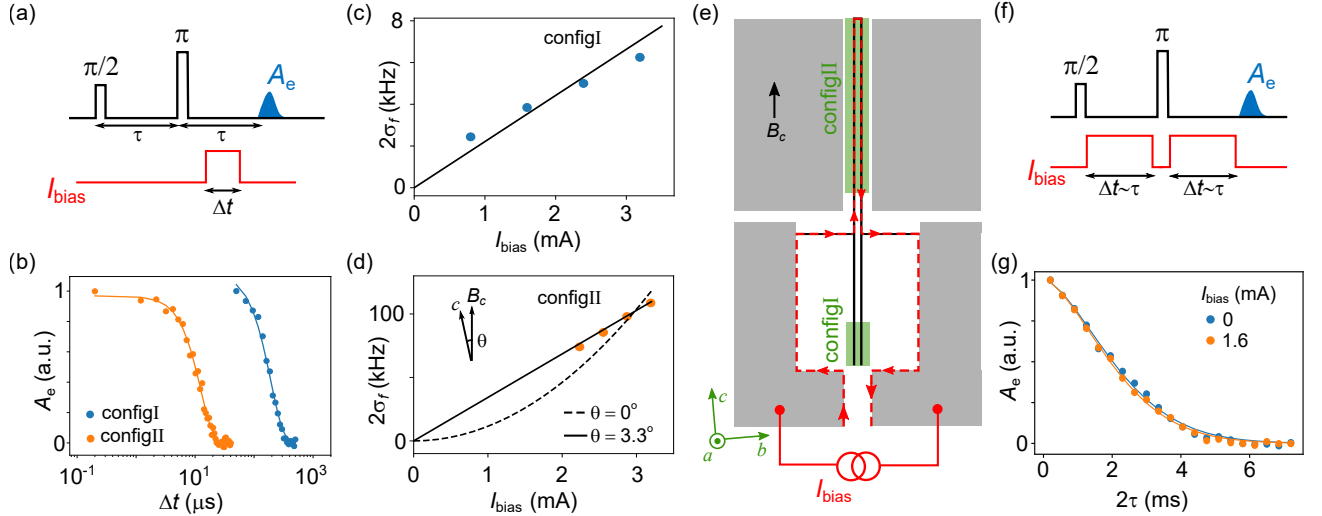 (a)
π/2
π
A_e
τ
τ
I_bias
Δt
(b)
1
0
A_e (a.u.)
configI
configII
10^-1
10^1
10^3
Δt (μs)
(c)
8
4
0
2σ_f (kHz)
configI
0
1
2
3
I_bias (mA)
(d)
100
0
2σ_f (kHz)
c
B_c
θ
configII
θ = 0°
θ = 3.3°
0
1
2
3
I_bias (mA)
(e)
B_c
configII
configI
c
a
b
I_bias
(f)
π/2
π
A_e
I_bias
Δt~τ
Δt~τ
(g)
1
0
A_e (a.u.)
I_bias (mA)
0
1.6
0
2
4
6
2τ (ms)